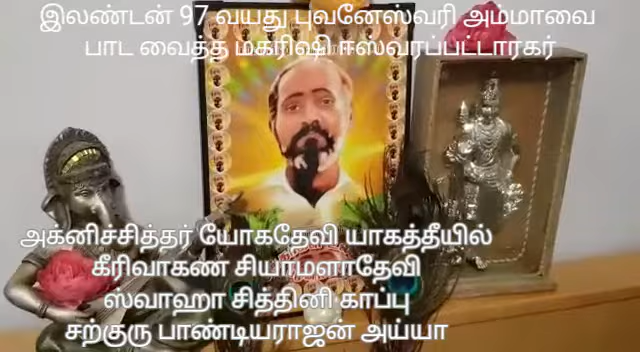 இலண்டன் 97 வயது புவனேஸ்வரி அம்மாவை
பாட வைத்த மகரிஷி ஈஸ்வரப்பட்டாரகர்
அக்னிச்சித்தர் யோகதேவி யாகத்தீயில்
கீரிவாகண சியாமளாதேவி
ஸ்வாஹா சித்தினி காப்பு
சற்குரு பாண்டியராஜன் அய்யா